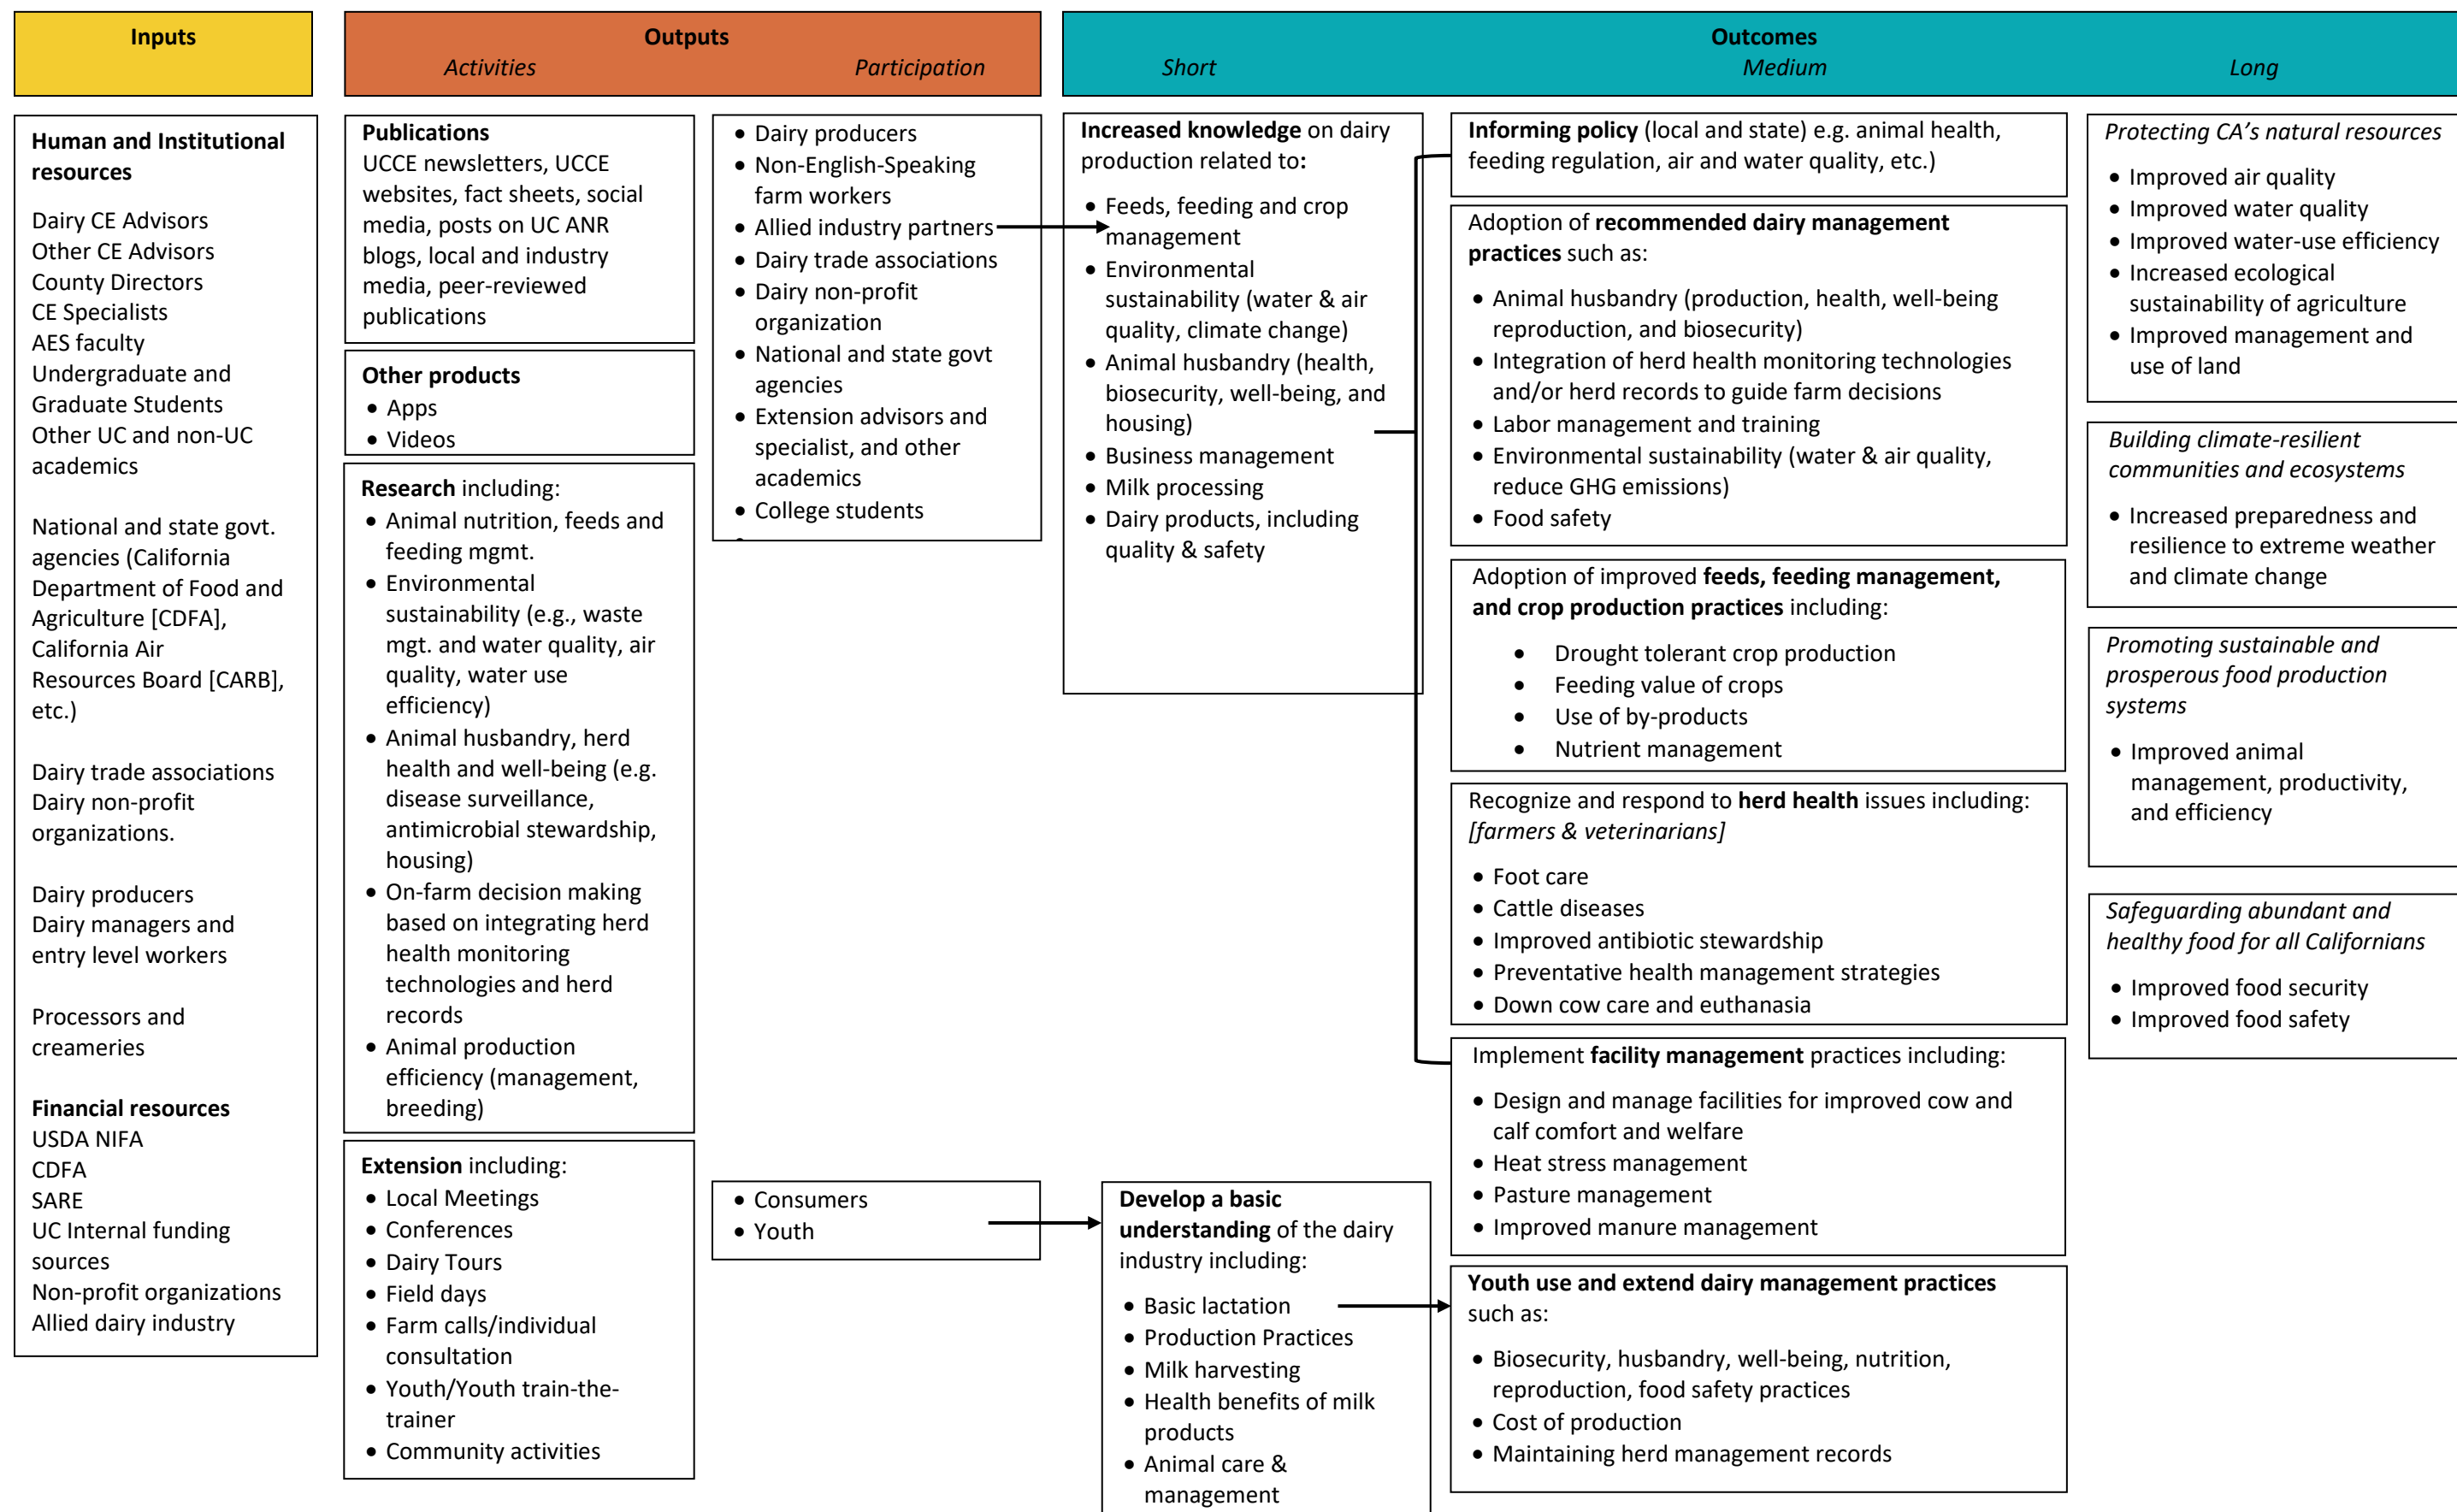 Inputs
Outputs
Activities Participation
Outcomes
Short Medium Long
Human and Institutional
resources
Dairy CE Advisors
Other CE Advisors
County Directors
CE Specialists
AES faculty
Undergraduate and
Graduate Students
Other UC and non-UC
academics
National and state govt.
agencies (California
Department of Food and
Agriculture [CDFA],
California Air
Resources Board [CARB],
etc.)
Dairy trade associations
Dairy non-profit
organizations.
Dairy producers
Dairy managers and
entry level workers
Processors and
creameries
Financial resources
USDA NIFA
CDFA
SARE
UC Internal funding
sources
Non-profit organizations
Allied dairy industry
Publications
UCCE newsletters, UCCE
websites, fact sheets, social
media, posts on UC ANR
blogs, local and industry
media, peer-reviewed
publications
Other products
• Apps
• Videos
Research including:
• Animal nutrition, feeds and
feeding mgmt.
• Environmental
sustainability (e.g., waste
mgt. and water quality, air
quality, water use
efficiency)
• Animal husbandry, herd
health and well-being (e.g.
disease surveillance,
antimicrobial stewardship,
housing)
• On-farm decision making
based on integrating herd
health monitoring
technologies and herd
records
• Animal production
efficiency (management,
breeding)
Extension including:
• Local Meetings
• Conferences
• Dairy Tours
• Field days
• Farm calls/individual
consultation
• Youth/Youth train-the-
trainer
• Community activities
• Dairy producers
• Non-English-Speaking
farm workers
• Allied industry partners
• Dairy trade associations
• Dairy non-profit
organization
• National and state govt
agencies
• Extension advisors and
specialist, and other
academics
• College students
• Consumers
• Youth
Increased knowledge on dairy
production related to:
• Feeds, feeding and crop
management
• Environmental
sustainability (water & air
quality, climate change)
• Animal husbandry (health,
biosecurity, well-being, and
housing)
• Business management
• Milk processing
• Dairy products, including
quality & safety
Develop a basic
understanding of the dairy
industry including:
• Basic lactation
• Production Practices
• Milk harvesting
• Health benefits of milk
products
• Animal care &
management
Informing policy (local and state) e.g. animal health,
feeding regulation, air and water quality, etc.)
Adoption of recommended dairy management
practices such as:
• Animal husbandry (production, health, well-being
reproduction, and biosecurity)
• Integration of herd health monitoring technologies
and/or herd records to guide farm decisions
• Labor management and training
• Environmental sustainability (water & air quality,
reduce GHG emissions)
• Food safety
Adoption of improved feeds, feeding management,
and crop production practices including:
• Drought tolerant crop production
• Feeding value of crops
• Use of by-products
• Nutrient management
Recognize and respond to herd health issues including:
[farmers & veterinarians]
• Foot care
• Cattle diseases
• Improved antibiotic stewardship
• Preventative health management strategies
• Down cow care and euthanasia
Implement facility management practices including:
• Design and manage facilities for improved cow and
calf comfort and welfare
• Heat stress management
• Pasture management
• Improved manure management
Youth use and extend dairy management practices
such as:
• Biosecurity, husbandry, well-being, nutrition,
reproduction, food safety practices
• Cost of production
• Maintaining herd management records
Protecting CA's natural resources
• Improved air quality
• Improved water quality
• Improved water-use efficiency
• Increased ecological
sustainability of agriculture
• Improved management and
use of land
Building climate-resilient
communities and ecosystems
• Increased preparedness and
resilience to extreme weather
and climate change
Promoting sustainable and
prosperous food production
systems
• Improved animal
management, productivity,
and efficiency
Safeguarding abundant and
healthy food for all Californians
• Improved food security
• Improved food safety